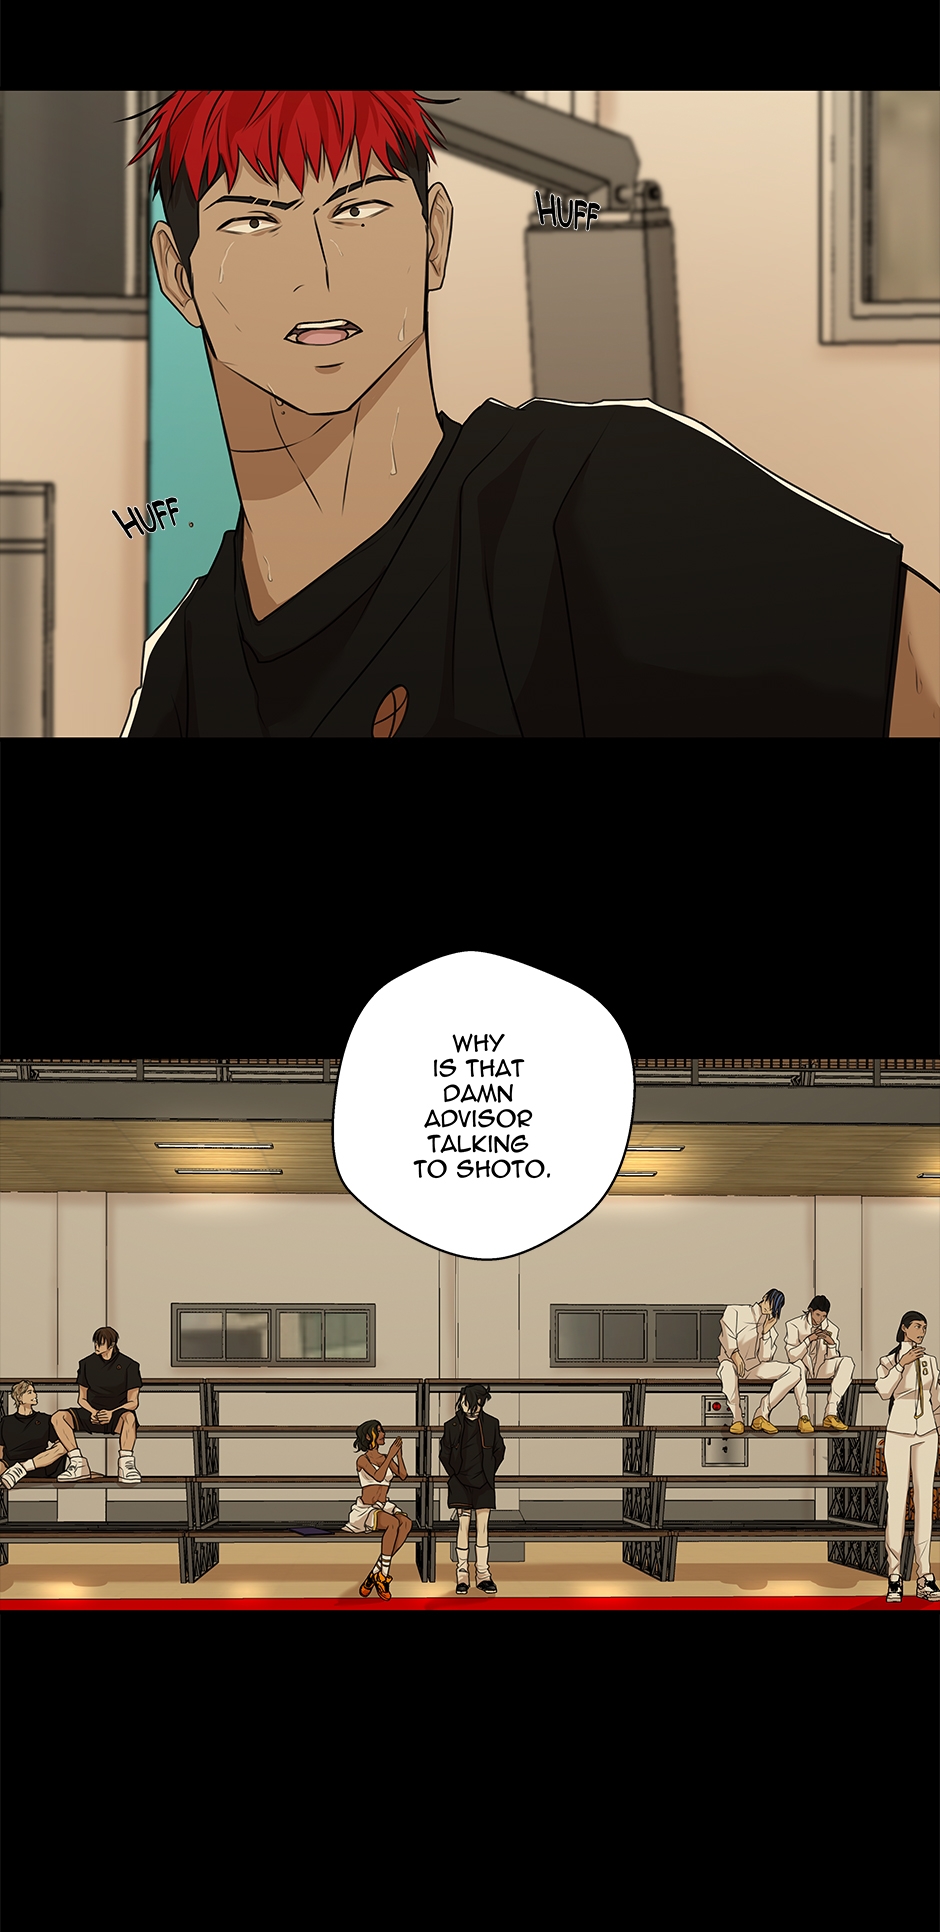 HUFF
HUFF
WHY
IS THAT
DAMN
ADVISOR
TALKING
TO SHOTO.